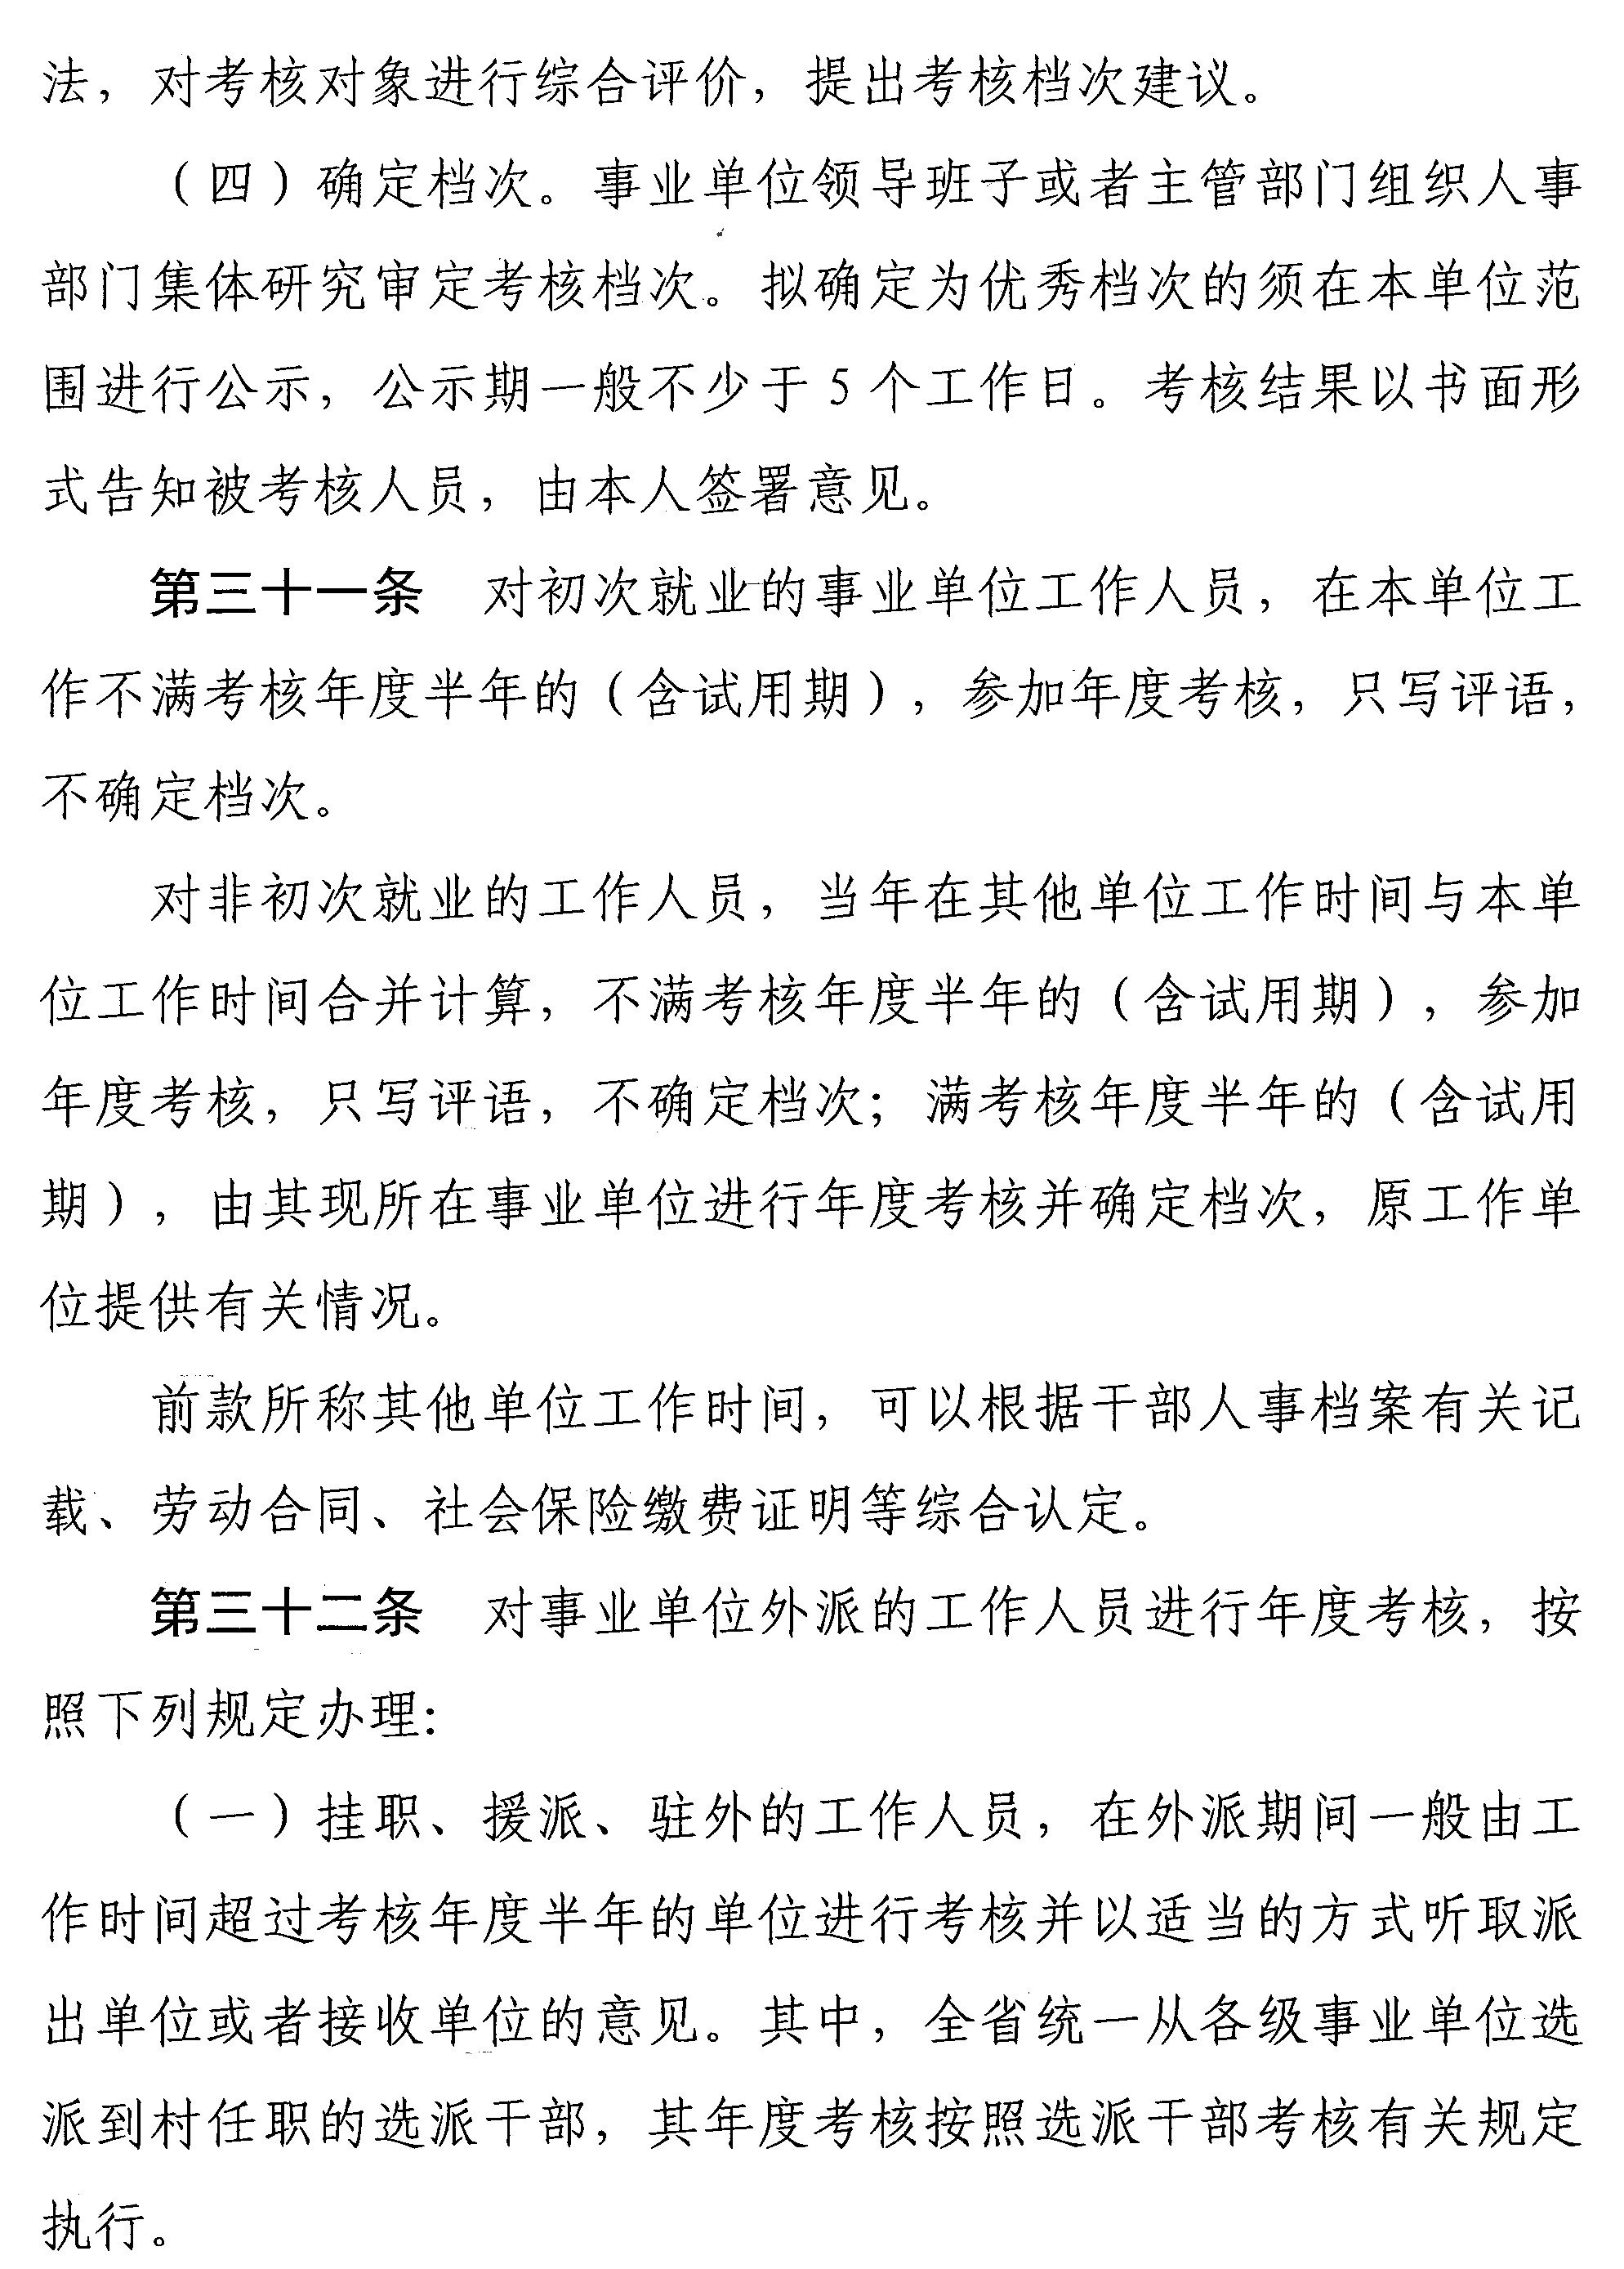 法，对考核对象进行综合评价，提出考核档次建议。
（四）确定档次。事业单位领导班子或者主管部门组织人事
部门集体研究审定考核档次。拟确定为优秀档次的须在本单位范
围进行公示，公示期一般不少于 5 个工作日。考核结果以书面形
式告知被考核人员，由本人签署意见。
第三十一条　对初次就业的事业单位工作人员，在本单位工
作不满考核年度半年的（含试用期），参加年度考核，只写评语，
不确定档次。
对非初次就业的工作人员，当年在其他单位工作时间与本单
位工作时间合并计算，不满考核年度半年的（含试用期），参加
年度考核，只写评语，不确定档次；满考核年度半年的（含试用
期），由其现所在事业单位进行年度考核并确定档次，原工作单
位提供有关情况。
前款所称其他单位工作时间，可以根据干部人事档案有关记
载、劳动合同、社会保险缴费证明等综合认定。
第三十二条　对事业单位外派的工作人员进行年度考核，按
照下列规定办理：
（一）挂职、援派、驻外的工作人员，在外派期间一般由工
作时间超过考核年度半年的单位进行考核并以适当的方式听取派
出单位或者接收单位的意见。其中，全省统一从各级事业单位选
派到村任职的选派干部，其年度考核按照选派干部考核有关规定
执行。